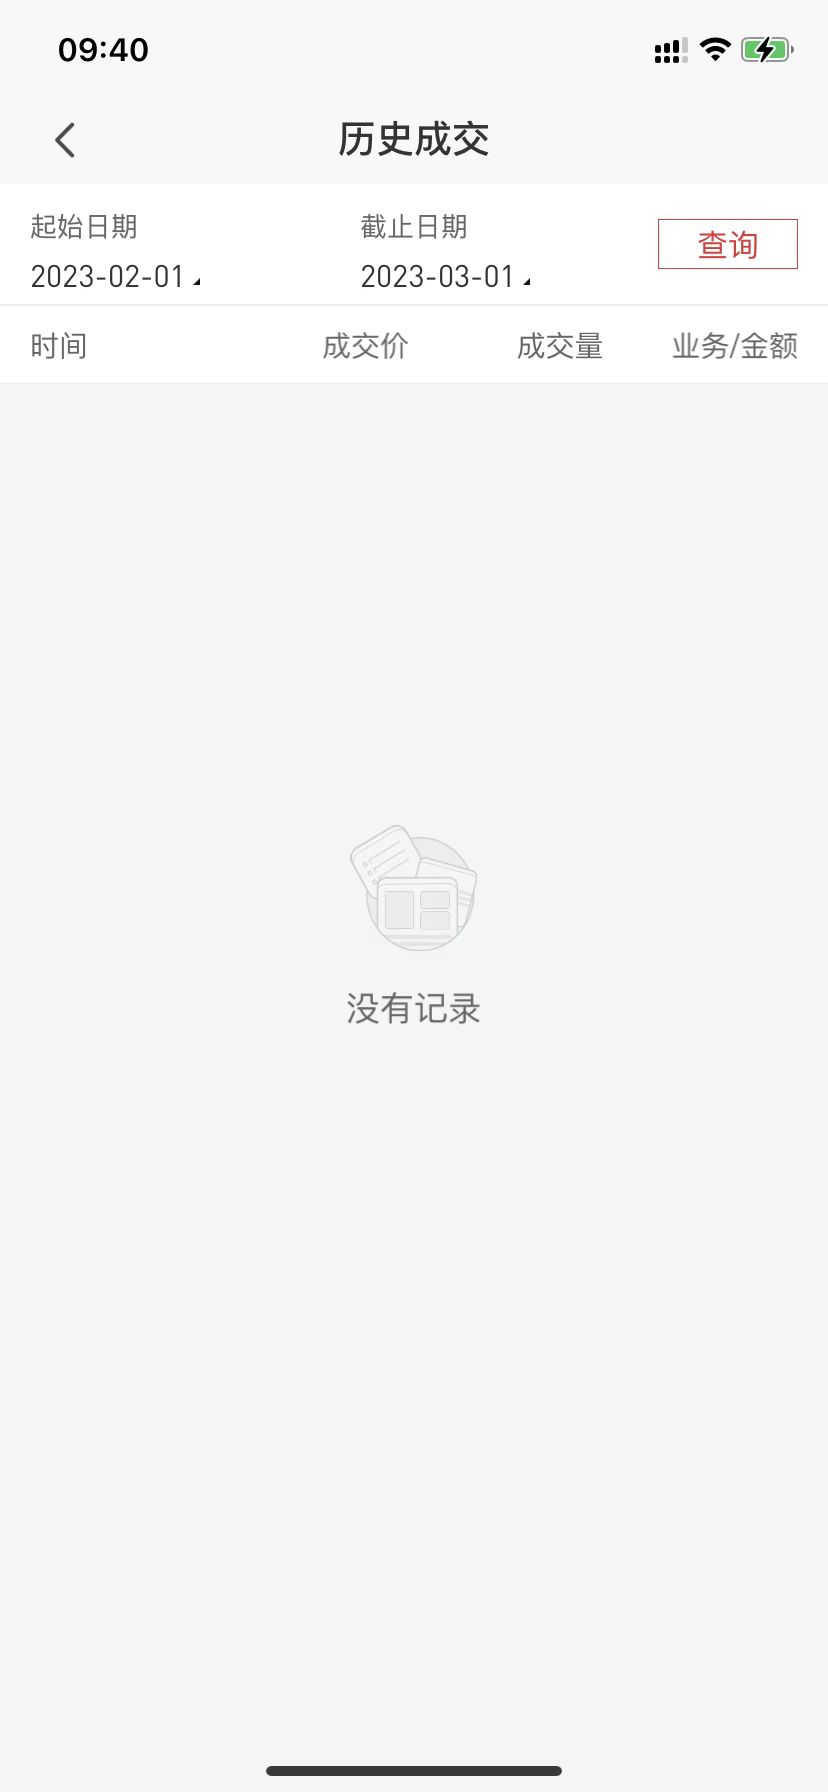 09:40
历史成交
起始日期 截止日期 查询
2023-02-01 2023-03-01
时间 成交价 成交量 业务/金额
没有记录